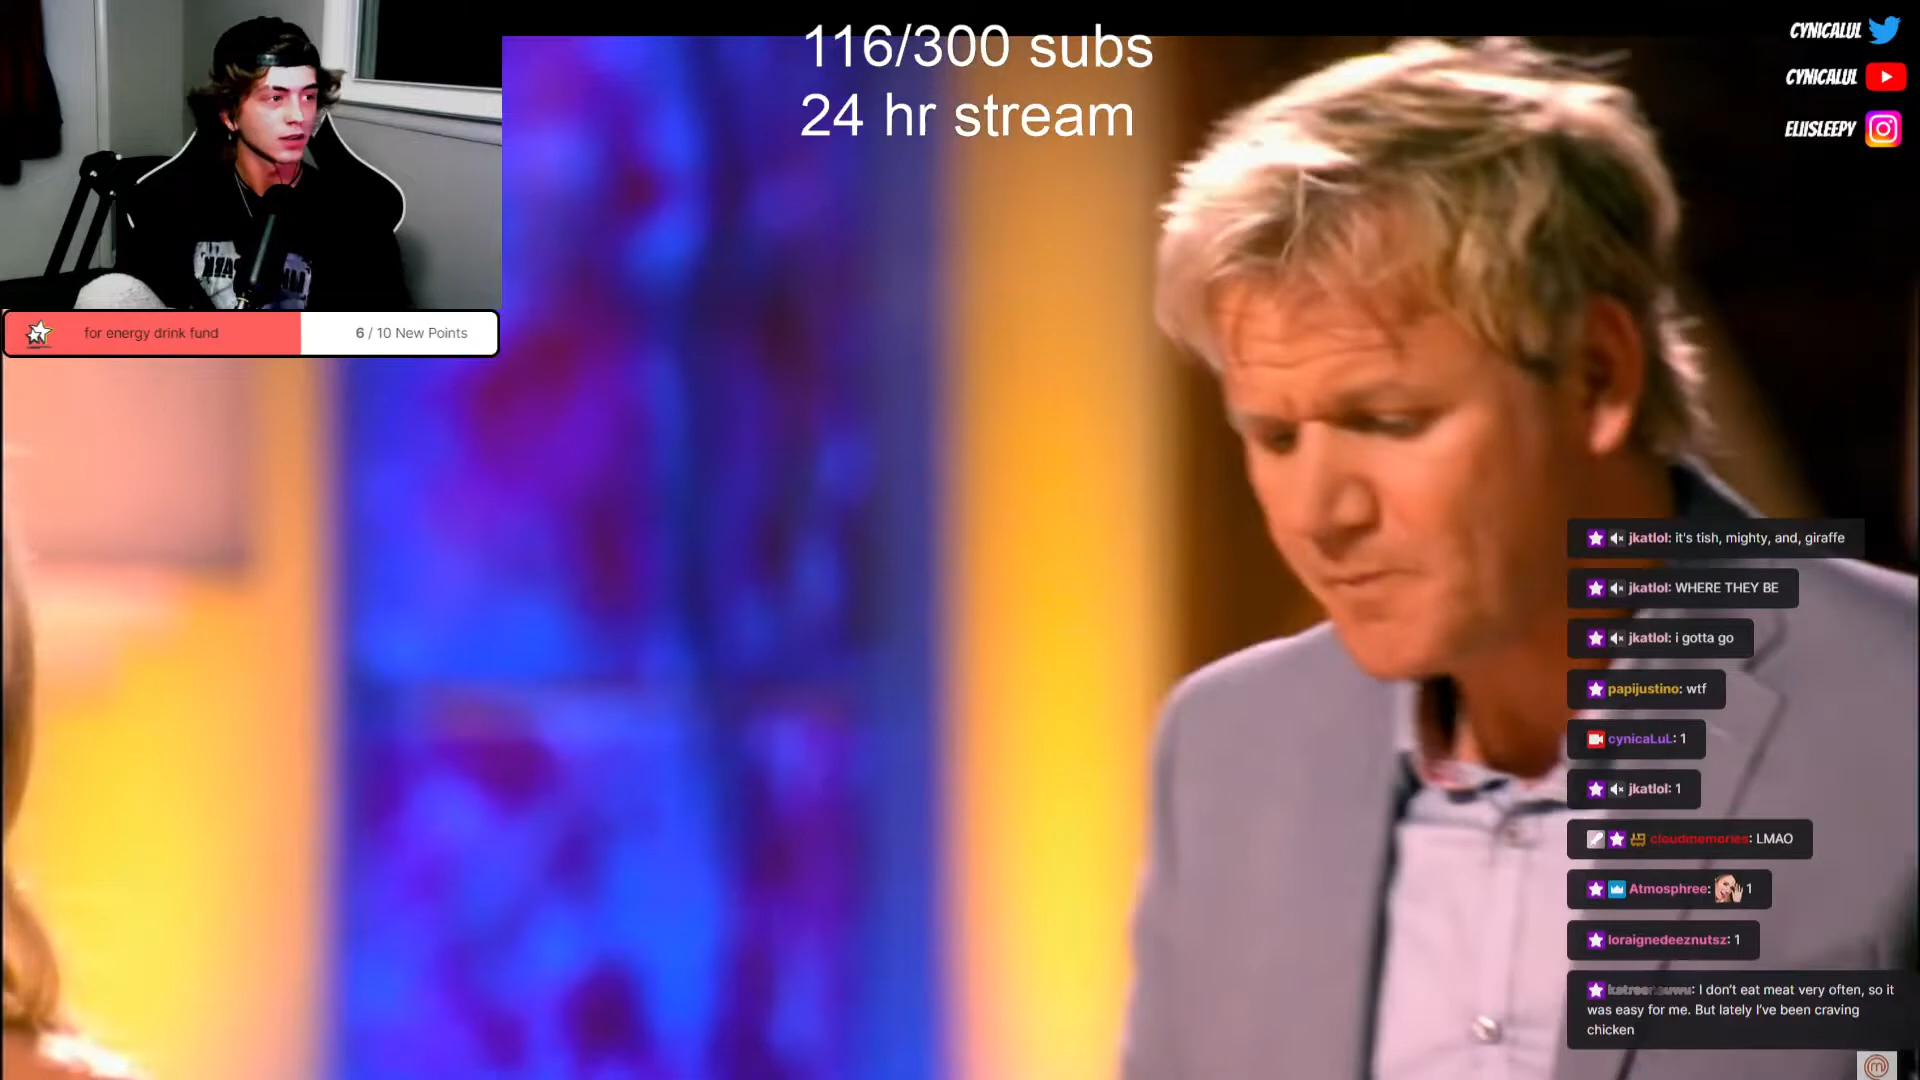 116/300 subs
24 hr stream
CYNICALUL
CYNICALUL
ELIISLEEPY
for energy drink fund
6 / 10 New Points
jkatlol: it's tish, mighty, and, giraffe
jkatlol: WHERE THEY BE
jkatlol: i gotta go
papijustino: wtf
cynicaLuL: 1
jkatlol: 1
cloudmemories: LMAO
Atmosphree: 1
loraignedeeznutsz: 1
: I don't eat meat very often, so it
was easy for me. But lately I've been craving
chicken